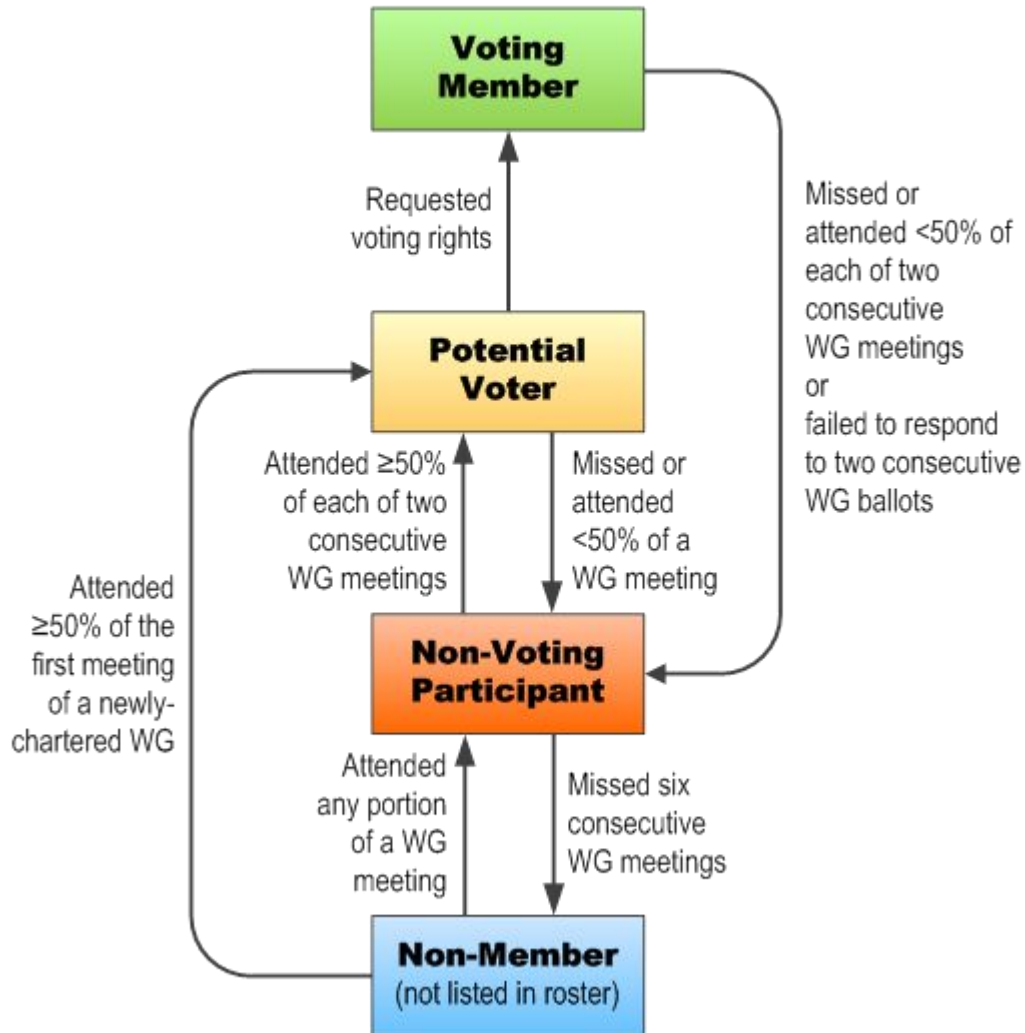 Voting
Member
Requested
voting rights
Missed or
attended <50% of
each of two
consecutive
WG meetings
or
failed to respond
to two consecutive
WG ballots
Potential
Voter
Attended ≥50%
of each of two
consecutive
WG meetings
Missed or
attended
<50% of a
WG meeting
Attended
≥50% of the
first meeting
of a newly-
chartered WG
Non-Voting
Participant
Attended
any portion
of a WG
meeting
Missed six
consecutive
WG meetings
Non-Member
(not listed in roster)